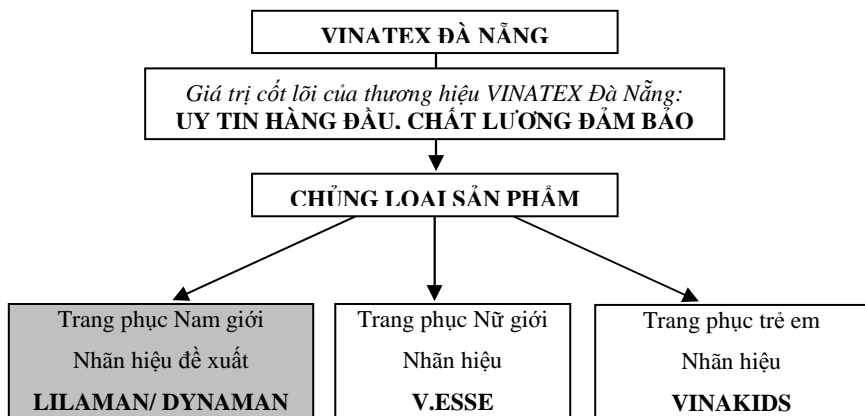 VINATEX ĐÀ NẴNG
Giá trị cốt lõi của thương hiệu VINATEX Đà Nẵng:
UY TIN HÀNG ĐẦU. CHẤT LƯƠNG ĐẢM BẢO
CHỦNG LOAI SẢN PHẨM
Trang phục Nam giới
Nhãn hiệu đề xuất
LILAMAN/ DYNAMAN
Trang phục Nữ giới
Nhãn hiệu
V.ESSE
Trang phục trẻ em
Nhãn hiệu
VINAKIDS